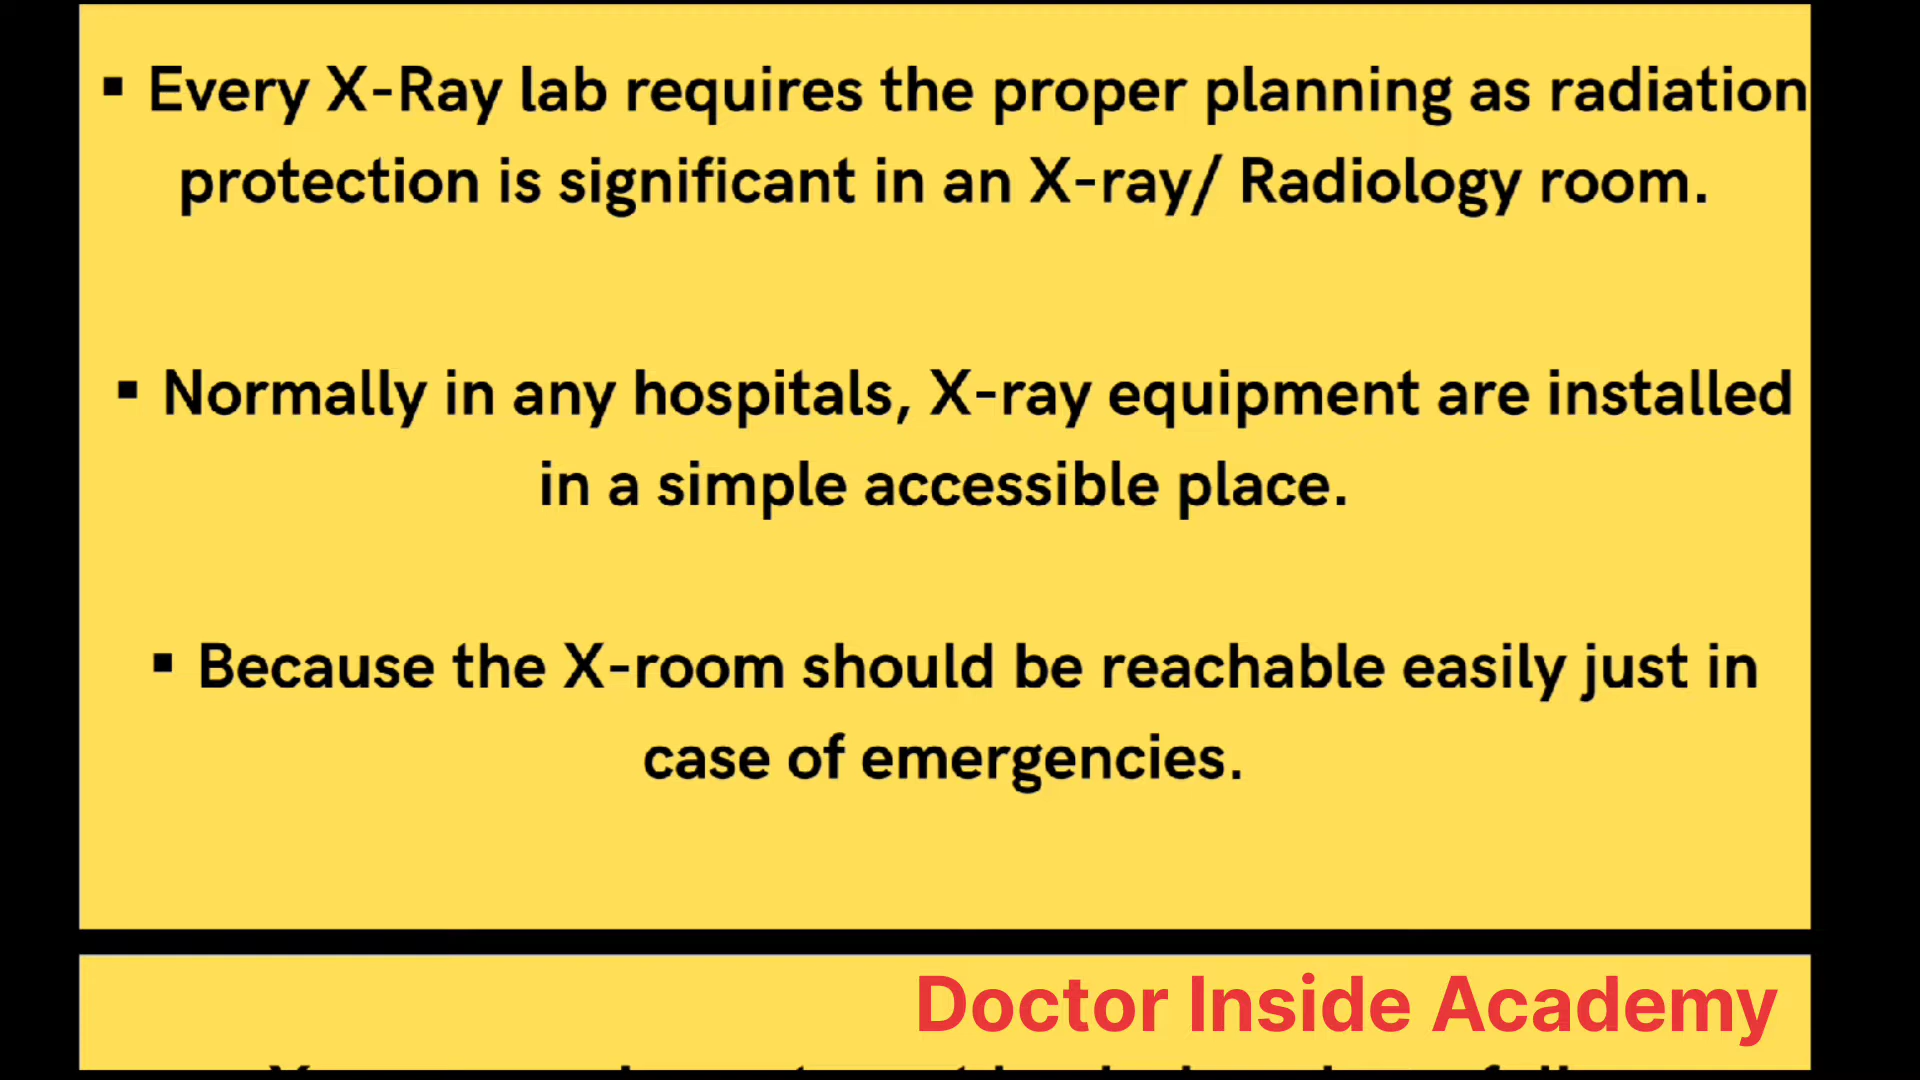 ▪ Every X-Ray lab requires the proper planning as radiation
protection is significant in an X-ray/ Radiology room.
▪ Normally in any hospitals, X-ray equipment are installed
in a simple accessible place.
▪ Because the X-room should be reachable easily just in
case of emergencies.
Doctor Inside Academy